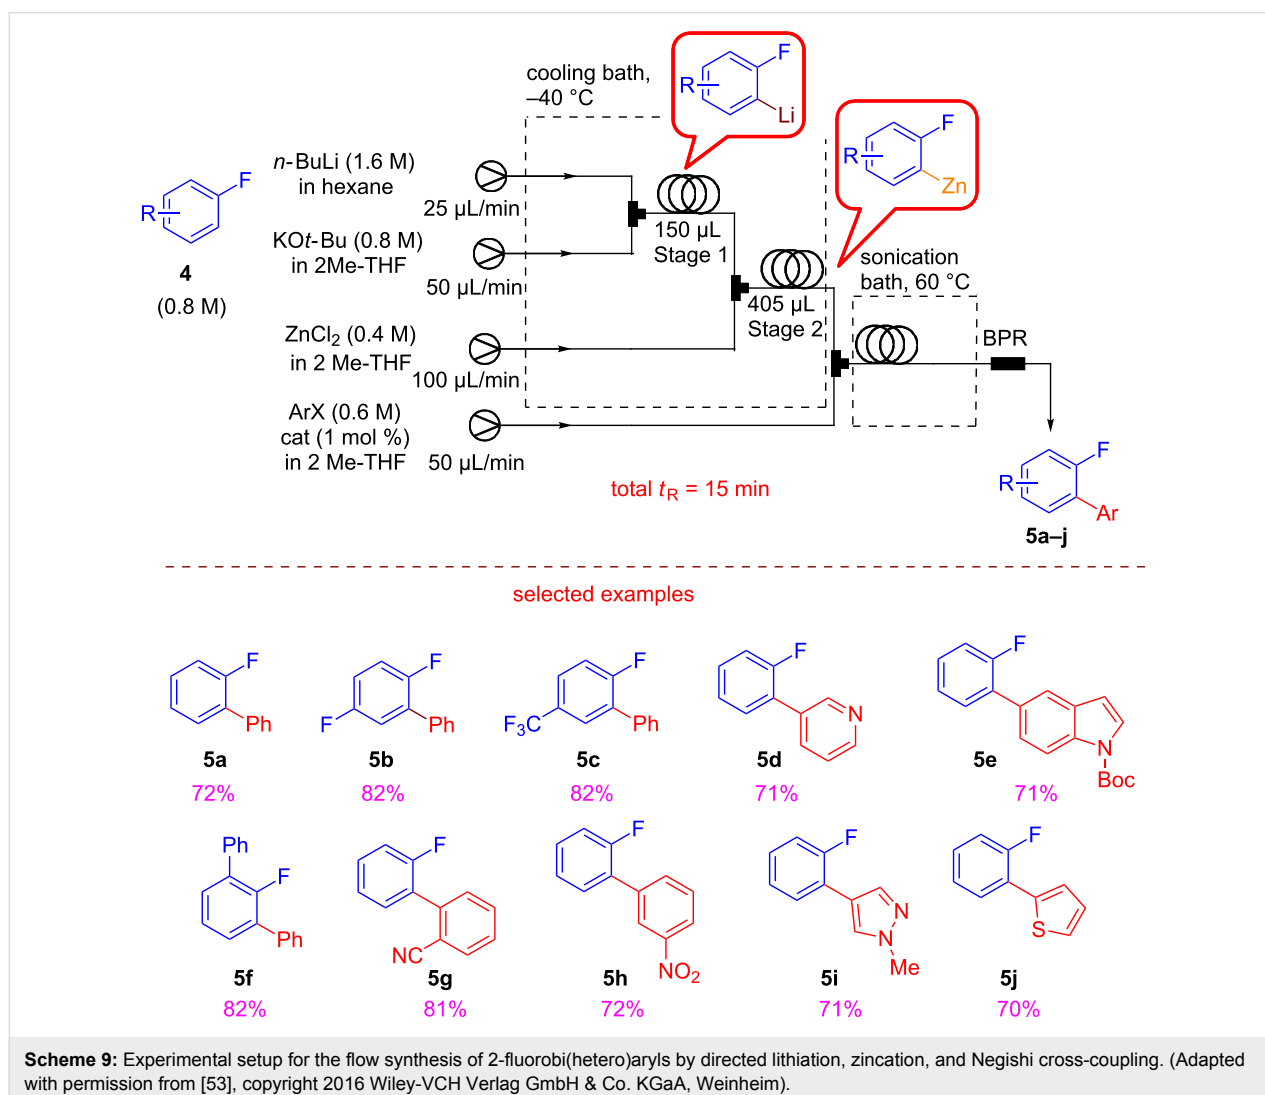 cooling bath,
–40 °C
F
R
Li
F
R
Zn
n-BuLi (1.6 M)
in hexane
25 µL/min
F
R
4
(0.8 M)
KOt-Bu (0.8 M)
in 2Me-THF
50 µL/min
150 µL
Stage 1
405 µL
Stage 2
sonication
bath, 60 °C
BPR
ZnCl2 (0.4 M)
in 2 Me-THF
100 µL/min
ArX (0.6 M)
cat (1 mol %)
in 2 Me-THF
50 µL/min
total tR = 15 min
F
R
Ar
5a–j
selected examples
F
Ph
5a
72%
F
F
Ph
5b
82%
F
F3C
Ph
5c
82%
F
N
5d
71%
F
N
Boc
5e
71%
Ph
F
Ph
5f
82%
F
NC
5g
81%
F
NO2
5h
72%
F
N
N
Me
5i
71%
F
S
5j
70%
Scheme 9: Experimental setup for the flow synthesis of 2-fluorobi(hetero)aryls by directed lithiation, zincation, and Negishi cross-coupling. (Adapted
with permission from [53], copyright 2016 Wiley-VCH Verlag GmbH & Co. KGaA, Weinheim).